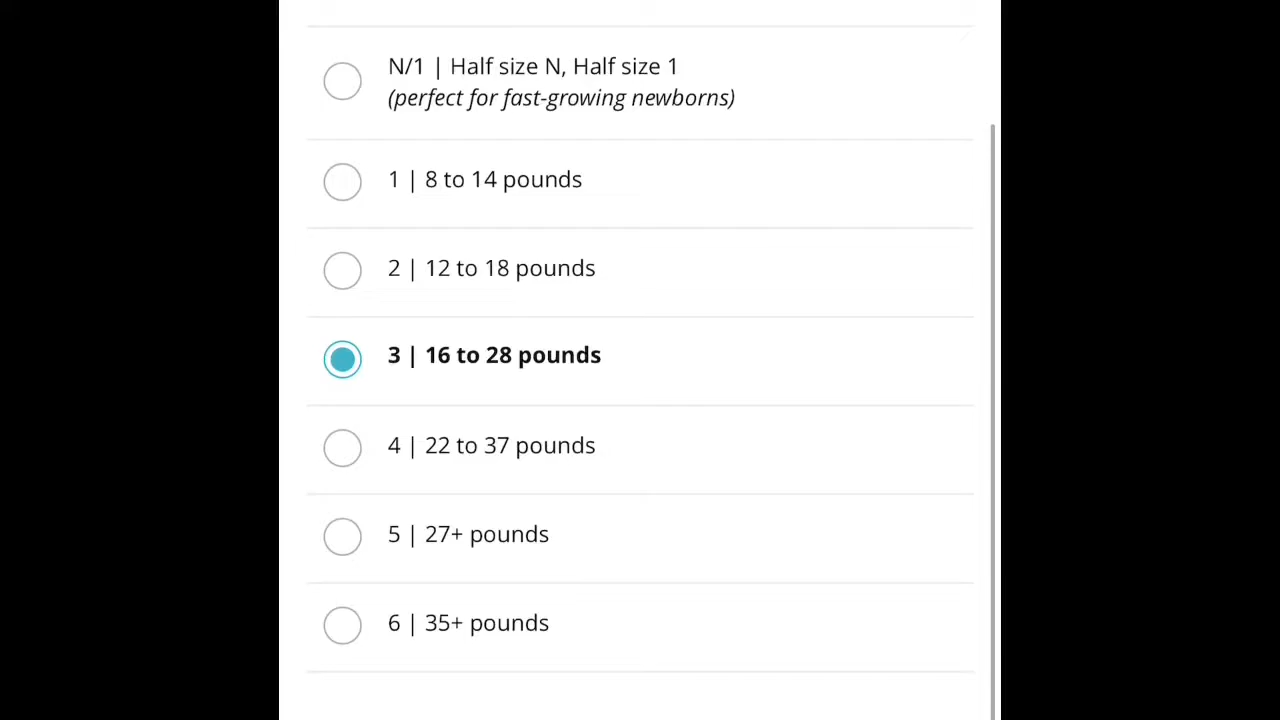 N/1 | Half size N, Half size 1
(perfect for fast-growing newborns)
1 | 8 to 14 pounds
2 | 12 to 18 pounds
3 | 16 to 28 pounds
4 | 22 to 37 pounds
5 | 27+ pounds
6 | 35+ pounds